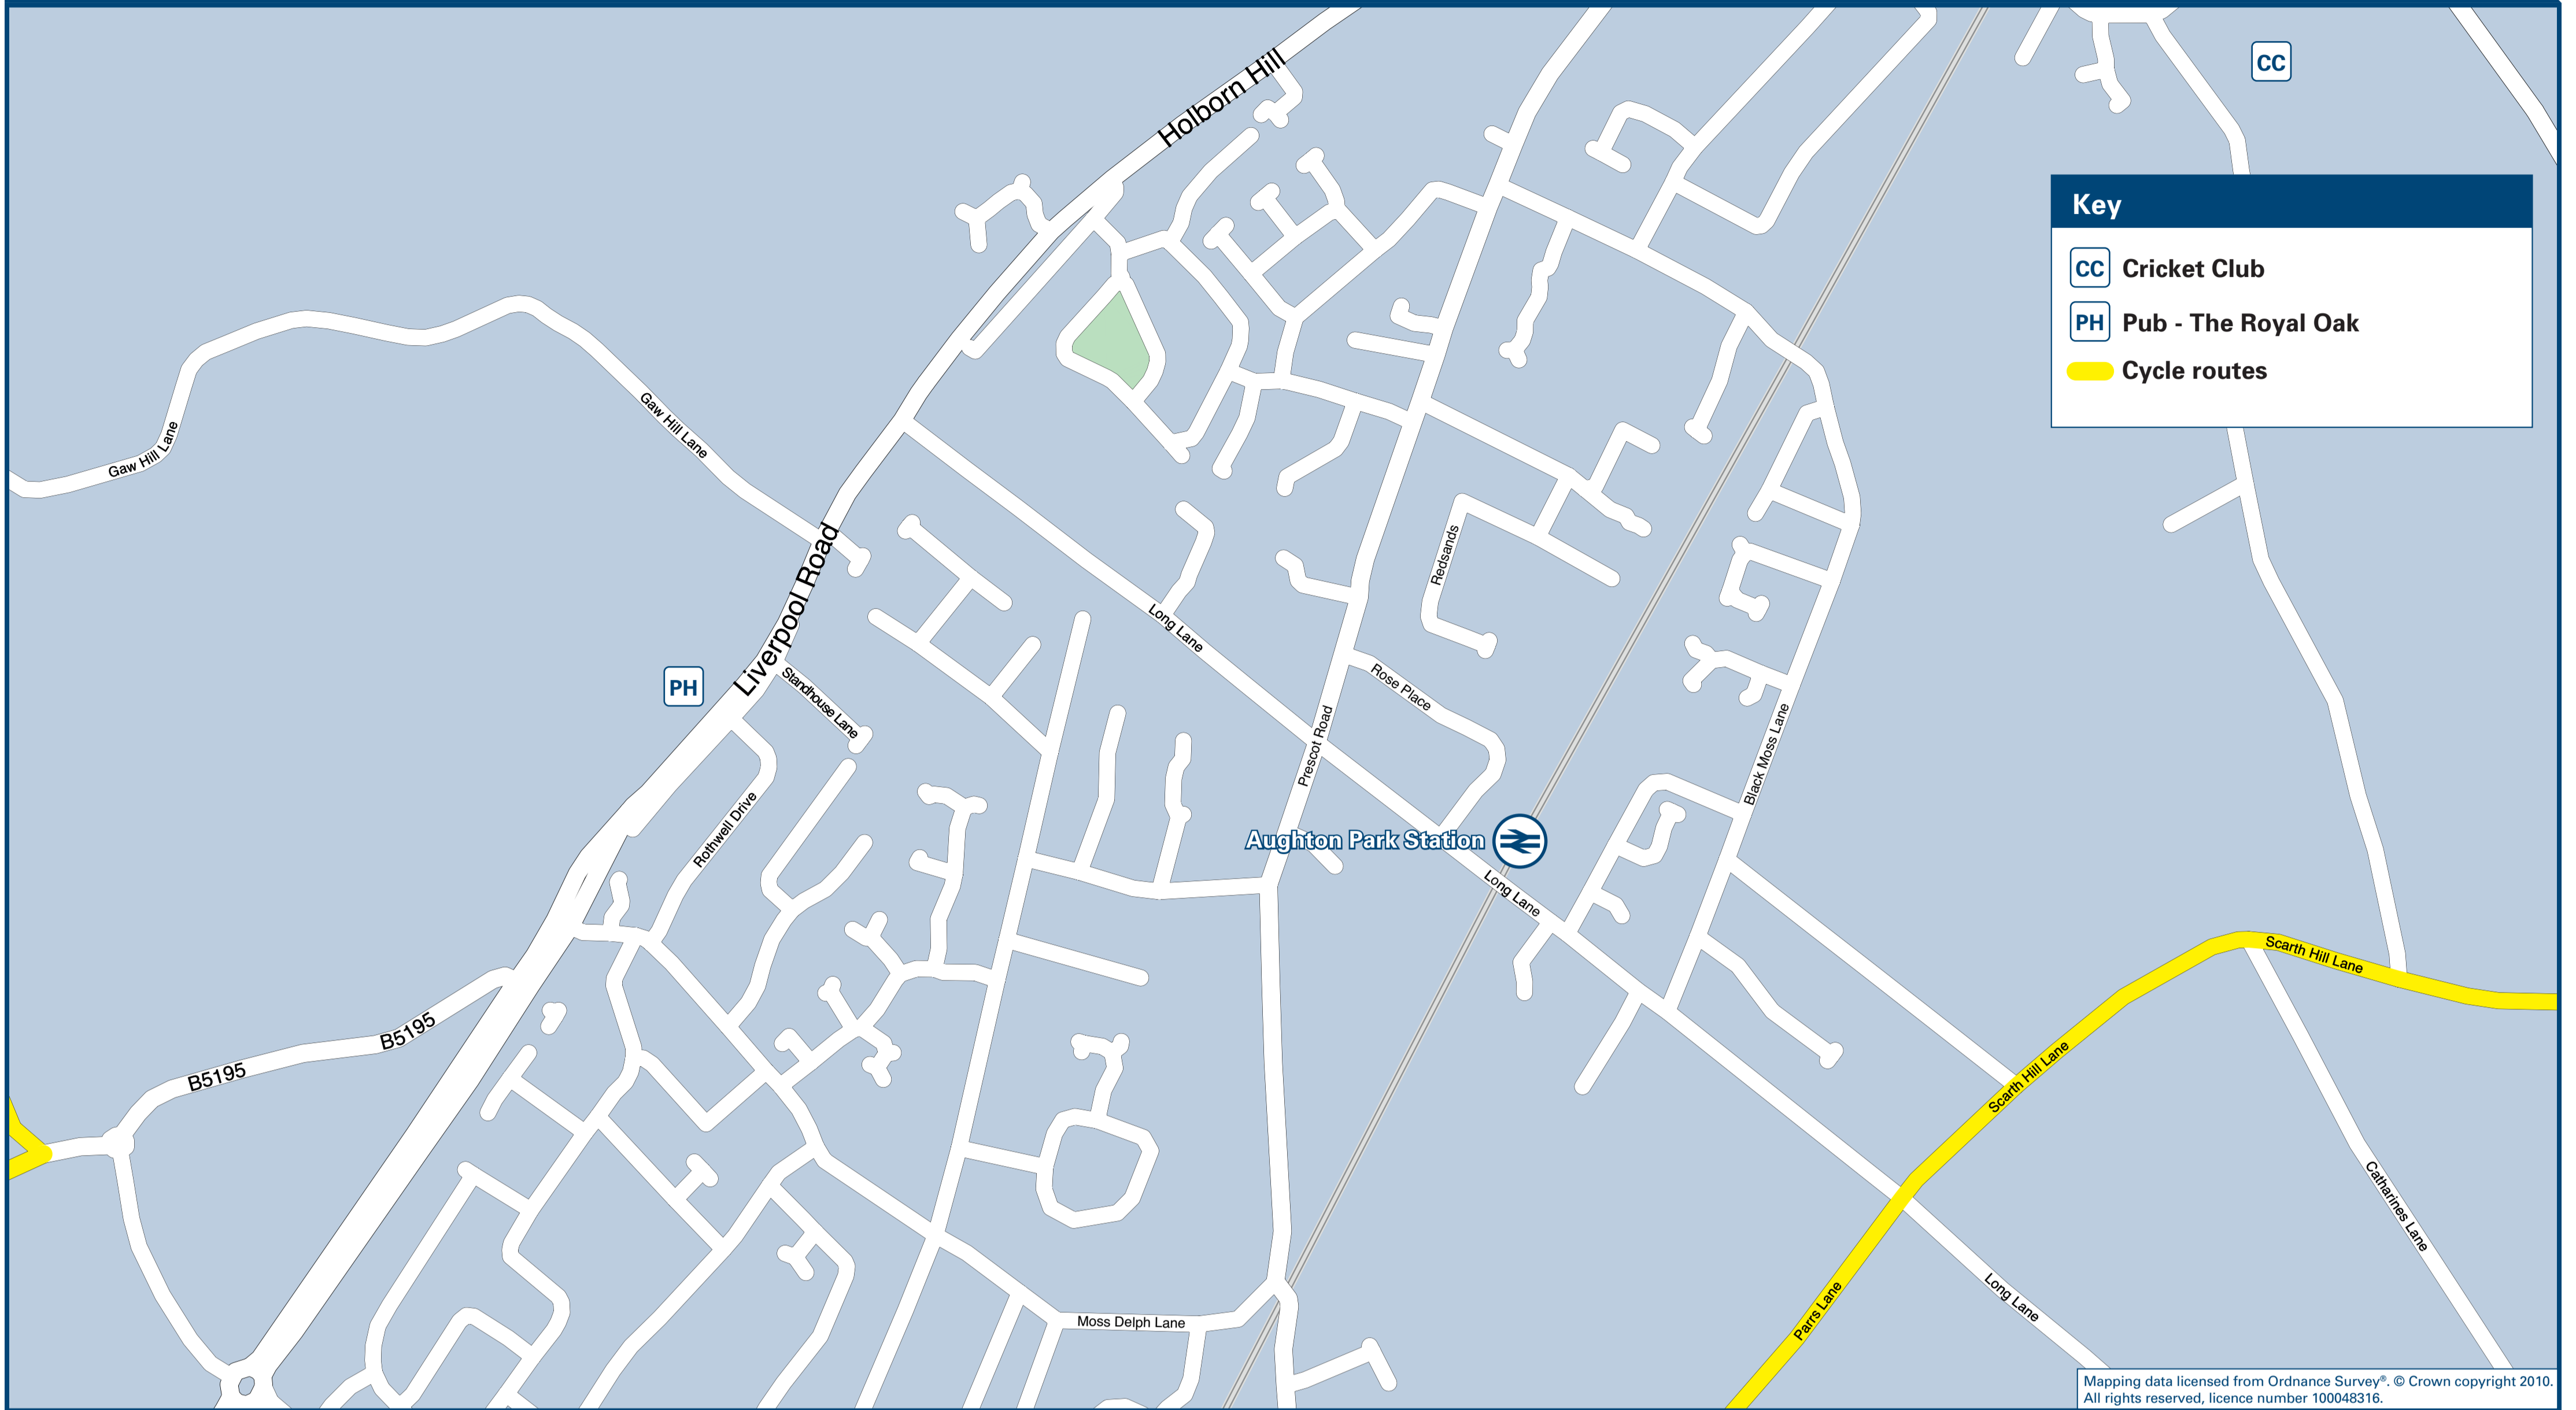 Holborn Hill
CC
Key
CC Cricket Club
PH Pub - The Royal Oak
Cycle routes
Gaw Hill Lane
Gaw Hill Lane
Liverpool Road
Redsands
Long Lane
Rose Place
PH
Standhouse Lane
Prescot Road
Black Moss Lane
Rothwell Drive
Aughton Park Station
Long Lane
Scarth Hill Lane
B5195
B5195
Scarth Hill Lane
Catharines Lane
Long Lane
Parrs Lane
Moss Delph Lane
Mapping data licensed from Ordnance Survey®. © Crown copyright 2010.
All rights reserved, licence number 100048316.